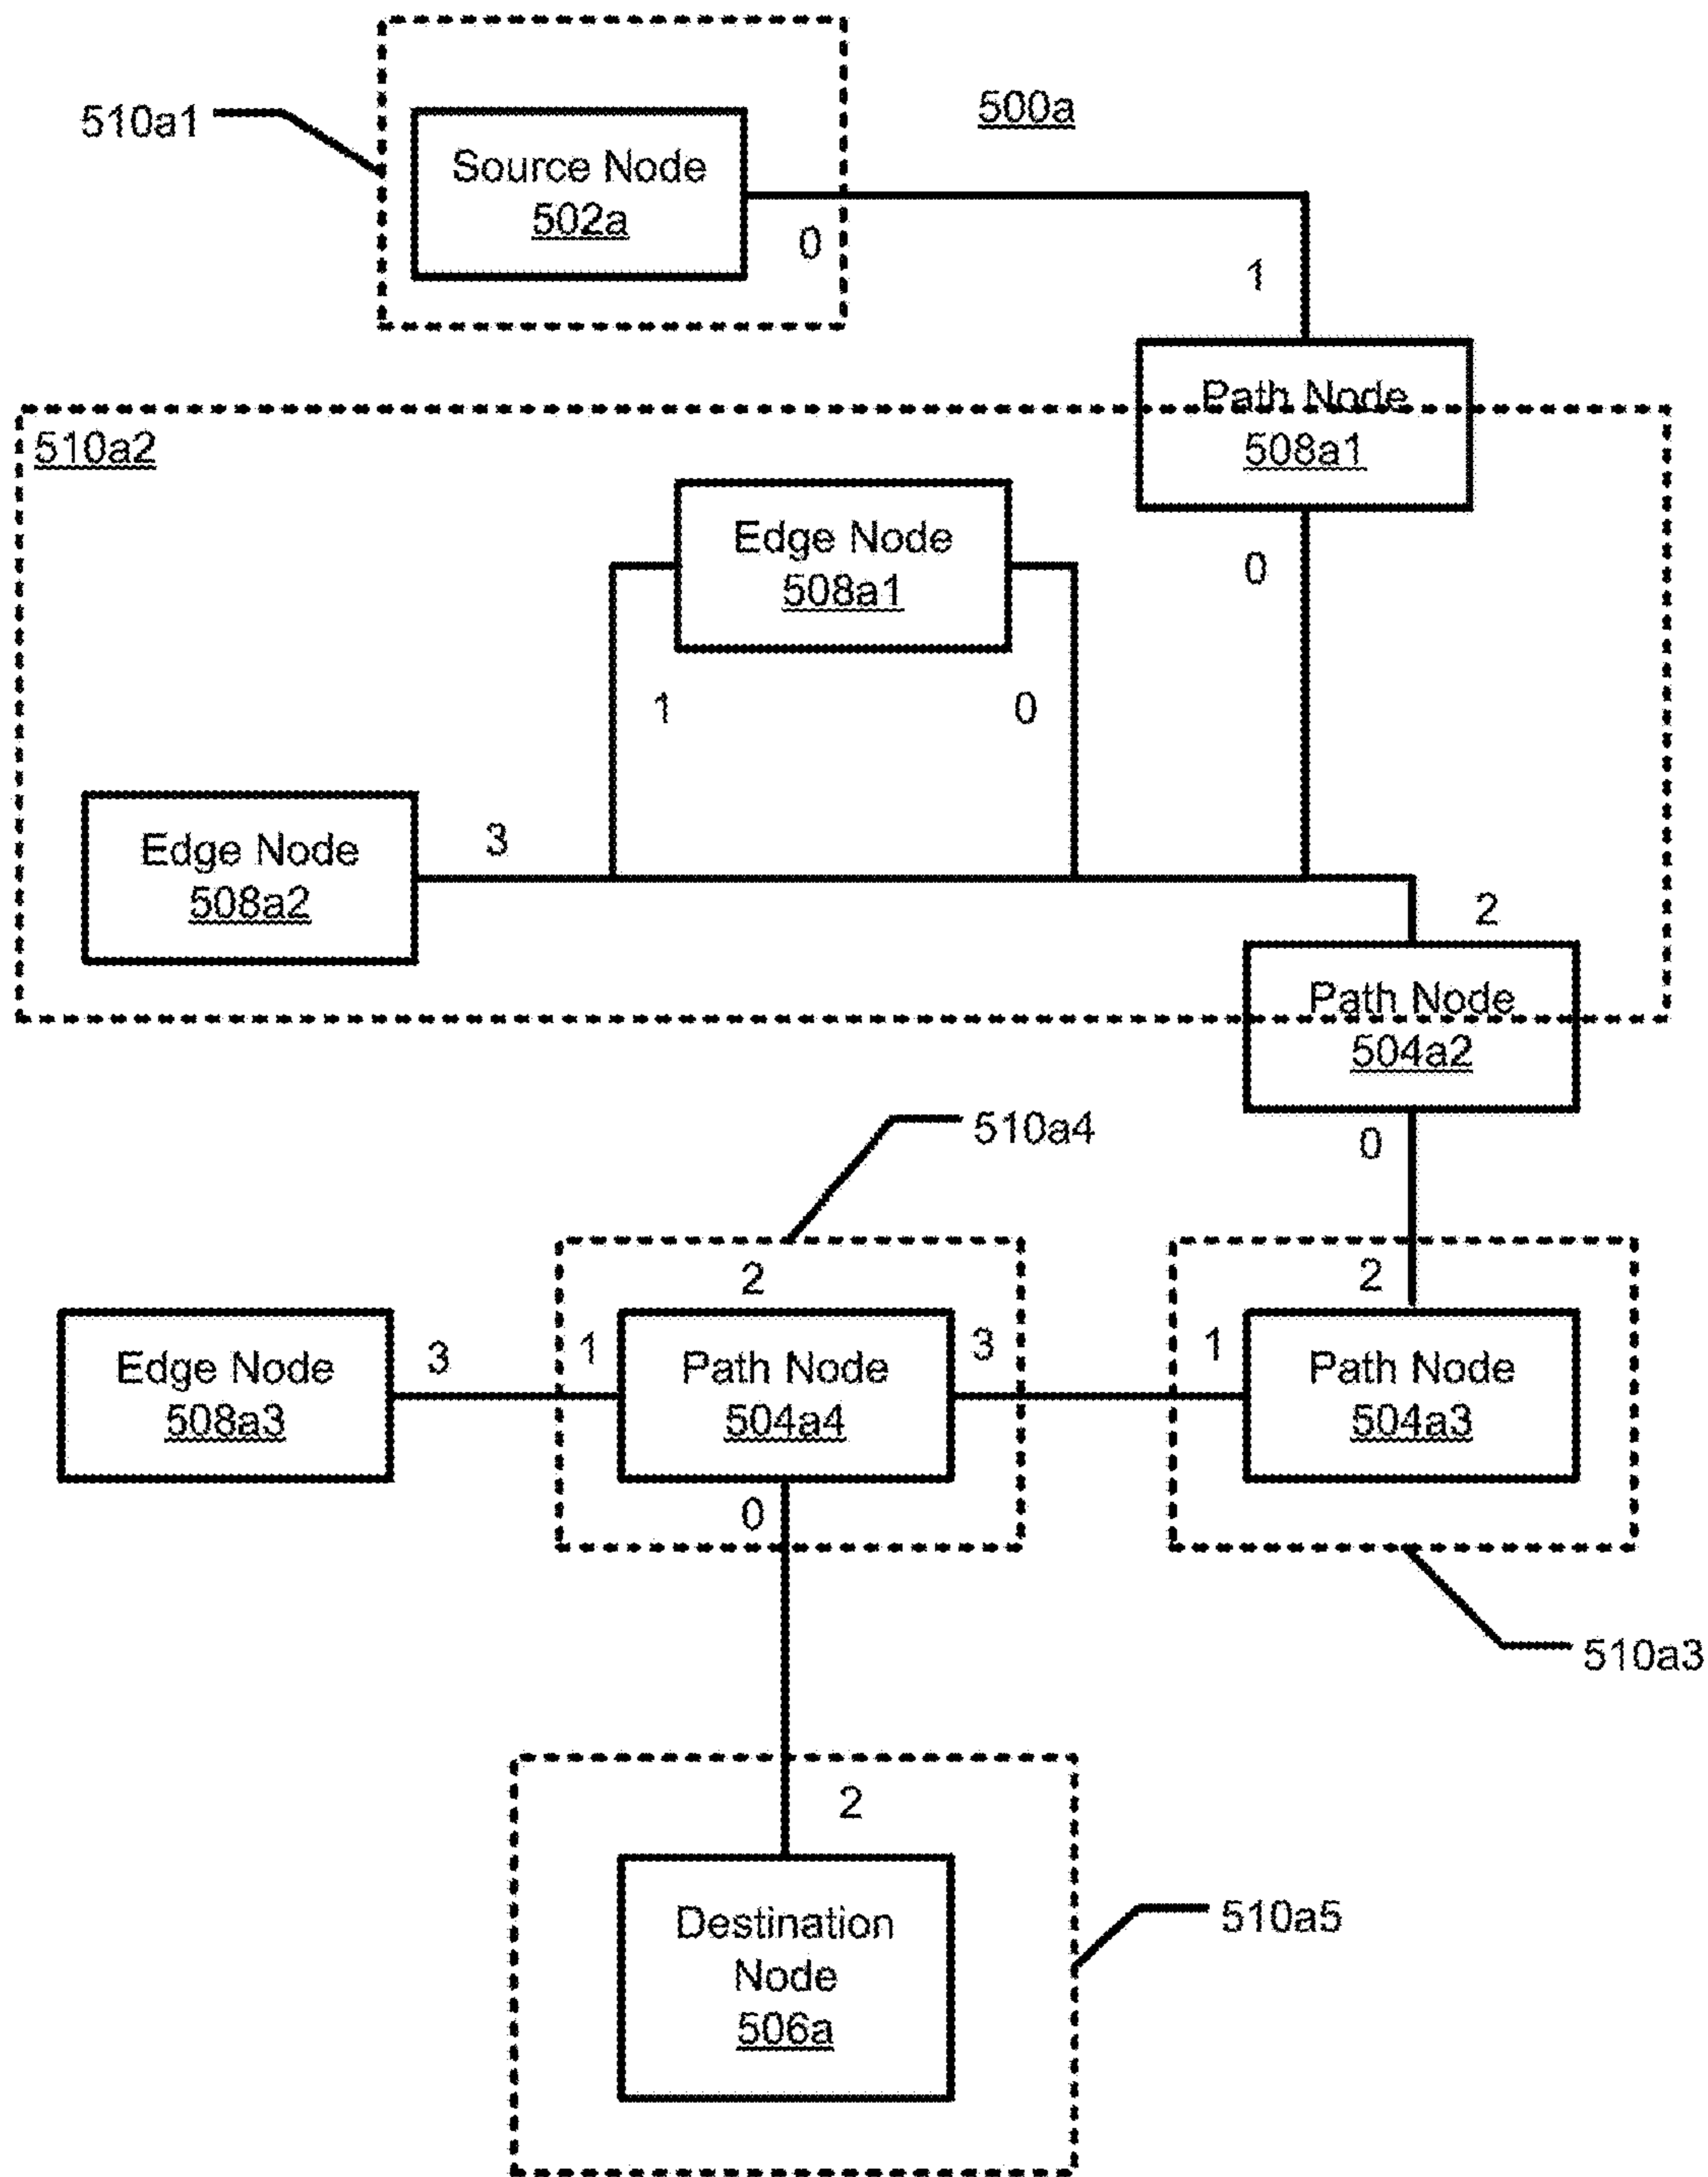 500a
510a1
Source Node
502a
0
1
Path Node
508a1
510a2
0
Edge Node
508a1
1
0
Edge Node
508a2
3
2
Path Node
504a2
0
510a4
2
2
Edge Node
508a3
3
1
Path Node
504a4
3
1
Path Node
504a3
0
510a3
2
Destination
Node
506a
510a5